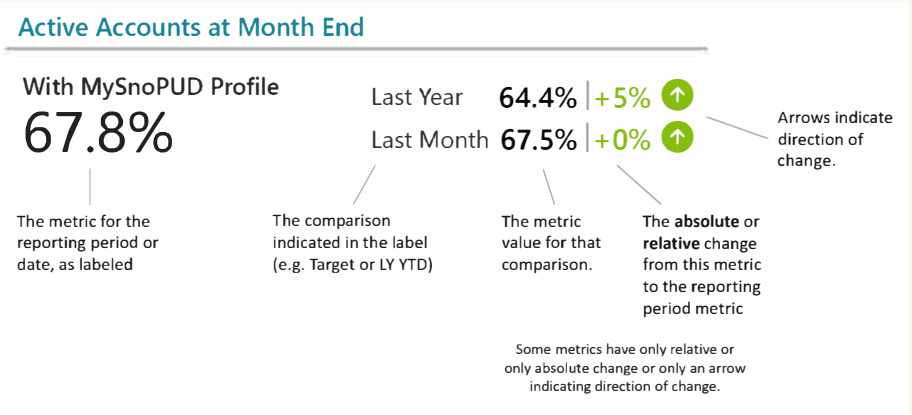 Active Accounts at Month End
With MySnoPUD Profile
67.8%
Last Year 64.4% +5%
Last Month 67.5% +0%
Arrows indicate
direction of
change.
The metric for the
reporting period or
date, as labeled
The comparison
indicated in the label
(e.g. Target or LY YTD)
The metric
value for that
comparison.
The absolute or
relative change
from this metric
to the reporting
period metric
Some metrics have only relative or
only absolute change or only an arrow
indicating direction of change.